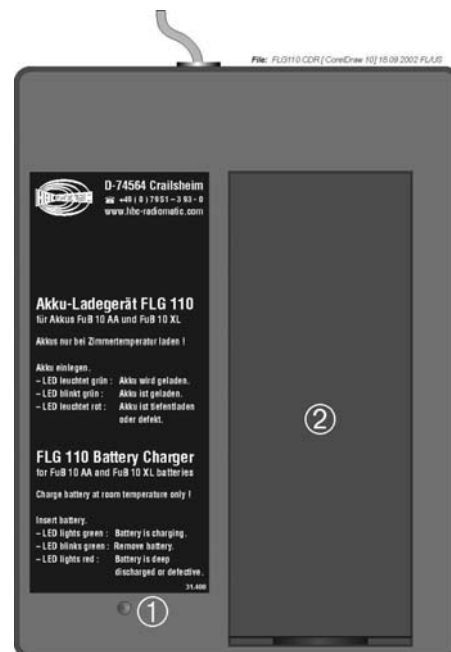 File: FLG110.CDR [ CorelDraw 10] 18.09.2002 FL/US
D-74564 Crailsheim
☎ +49 ( 0 ) 7951 – 3 93 - 0
www.hbc-radiomatic.com
Akku-Ladegerät FLG 110
für Akkus FuB 10 AA und FuB 10 XL
Akkus nur bei Zimmertemperatur laden !
Akku einlegen.
– LED leuchtet grün : Akku wird geladen.
– LED blinkt grün : Akku ist geladen.
– LED leuchtet rot : Akku ist tiefentladen
oder defekt.
FLG 110 Battery Charger
for FuB 10 AA and FuB 10 XL batteries
Charge battery at room temperature only !
Insert battery.
– LED lights green : Battery is charging.
– LED blinks green : Remove battery.
– LED lights red : Battery is deep
discharged or defective.
31.400
①
②